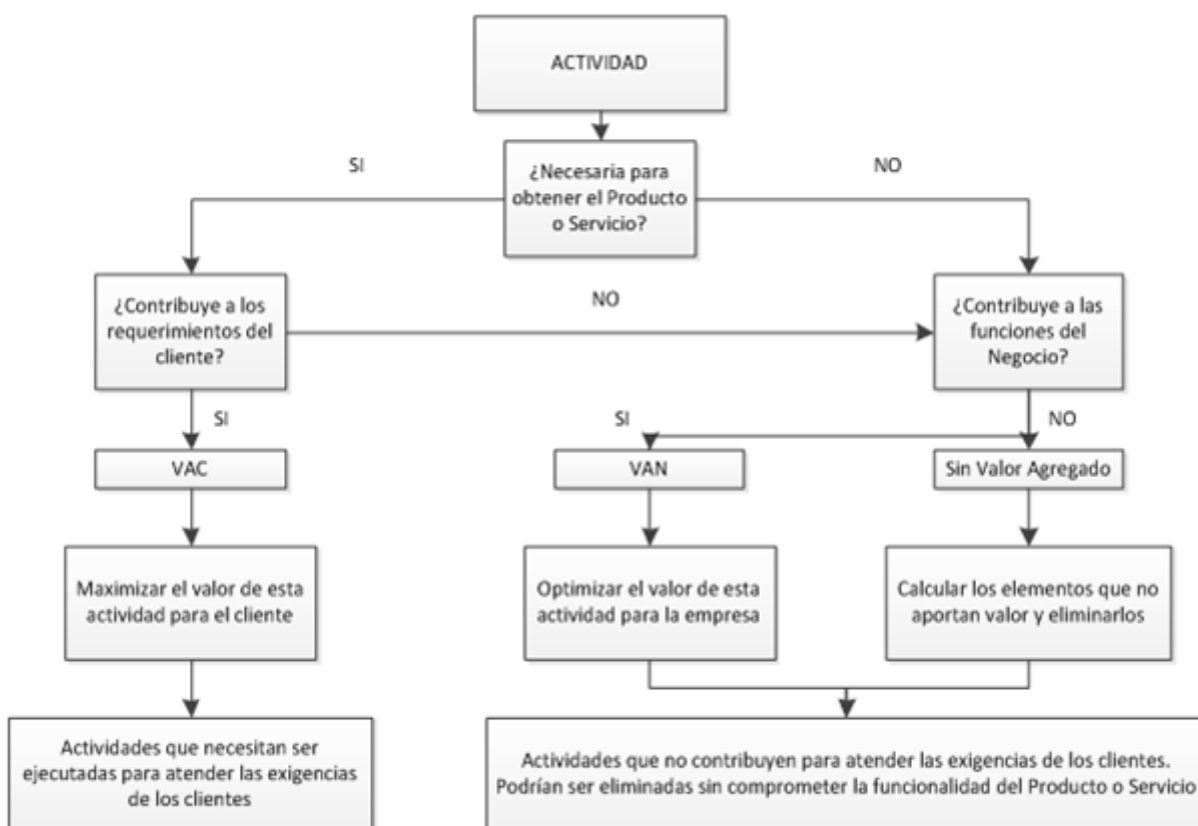 ACTIVIDAD
SI
¿Necesaria para
obtener el Producto
o Servicio?
NO
¿Contribuye a los
requerimientos del
cliente?
NO
¿Contribuye a las
funciones del
Negocio?
SI
SI
NO
VAC
VAN
Sin Valor Agregado
Maximizar el valor de esta
actividad para el cliente
Optimizar el valor de esta
actividad para la empresa
Calcular los elementos que no
aportan valor y eliminarlos
Actividades que necesitan ser
ejecutadas para atender las exigencias
de los clientes
Actividades que no contribuyen para atender las exigencias de los clientes.
Podrían ser eliminadas sin comprometer la funcionalidad del Producto o Servicio